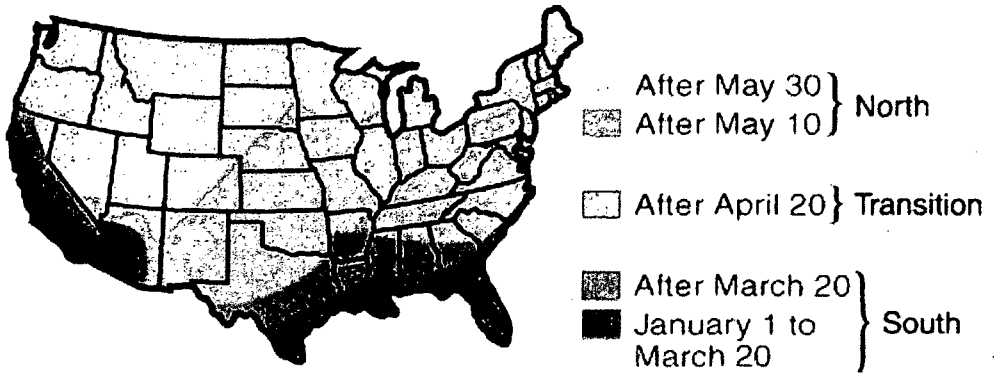 After May 30
After May 10
North
After April 20
Transition
After March 20
January 1 to
March 20
South